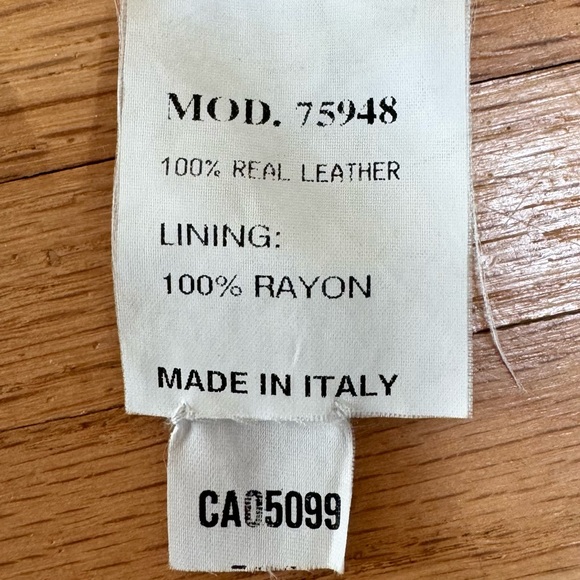 MOD. 75948
100% REAL LEATHER
LINING:
100% RAYON
MADE IN ITALY
CA05099